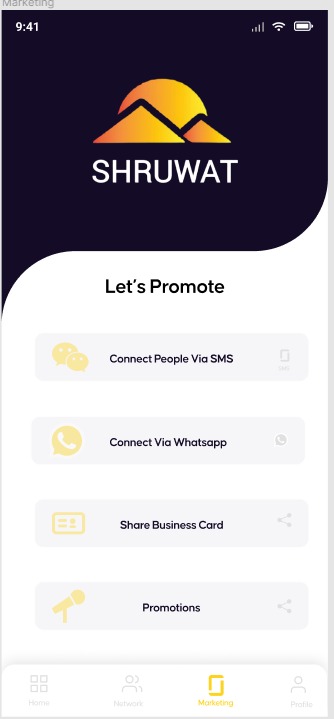 Marketing
9:41
SHRUWAT
Let's Promote
Connect People Via SMS
SMS
Connect Via Whatsapp
Share Business Card
Promotions
Home
Network
Marketing
Profile